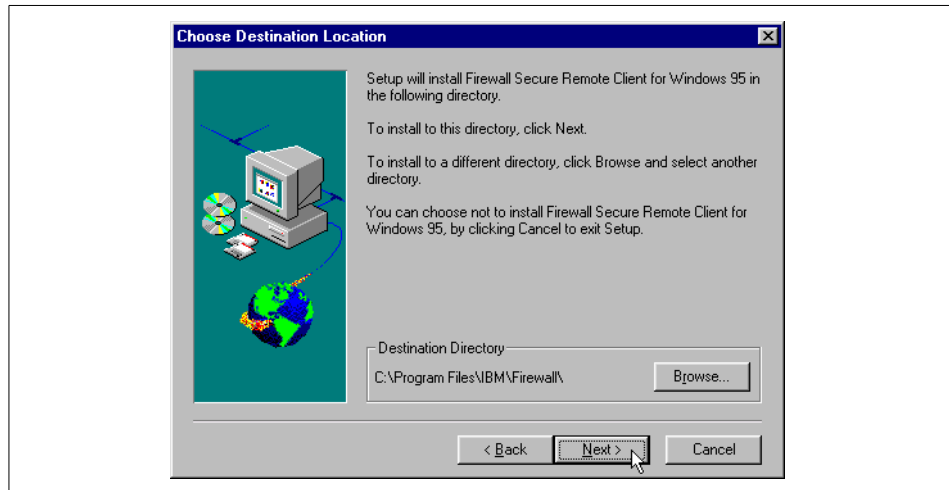 Choose Destination Location
Setup will install Firewall Secure Remote Client for Windows 95 in
the following directory.
To install to this directory, click Next.
To install to a different directory, click Browse and select another
directory.
You can choose not to install Firewall Secure Remote Client for
Windows 95, by clicking Cancel to exit Setup.
Destination Directory
C:\Program Files\IBM\Firewall\
Browse...
< Back
Next >
Cancel